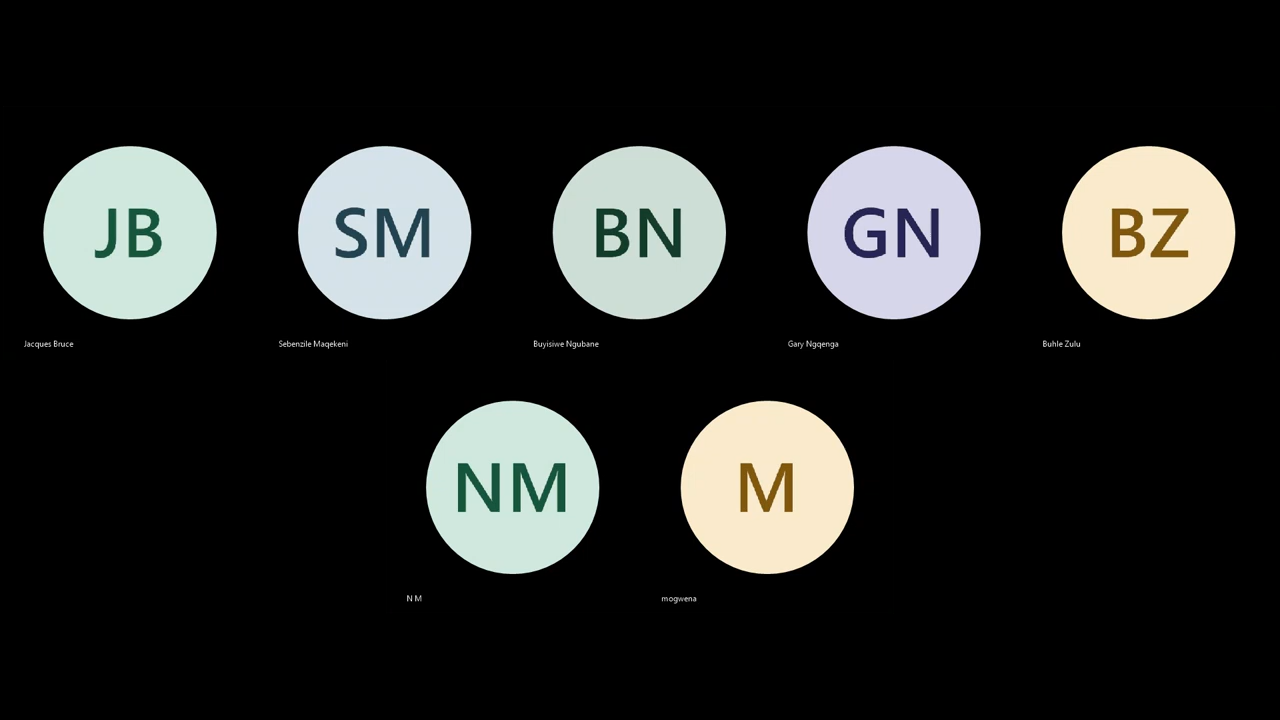 JB
SM
BN
GN
BZ
Jacques Bruce
Sebenzile Maqekeni
Buyisiwe Ngubane
Gary Ngqenga
Buhle Zulu
NM
M
N M
mogwena